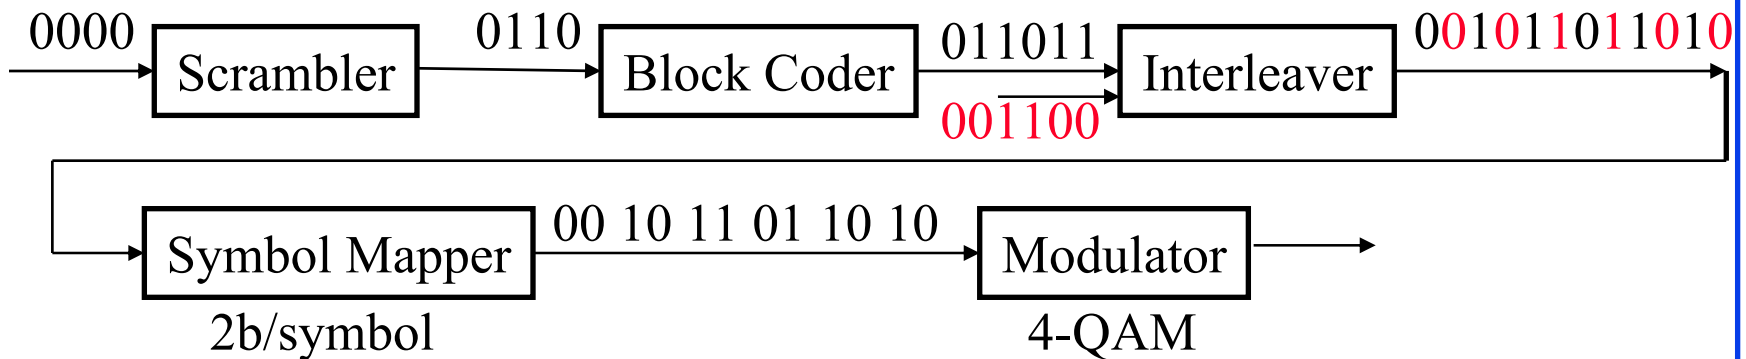 0000
0110
011011
001011011010
Scrambler
Block Coder
Interleaver
001100
00 10 11 01 10 10
Symbol Mapper
Modulator
2b/symbol
4-QAM